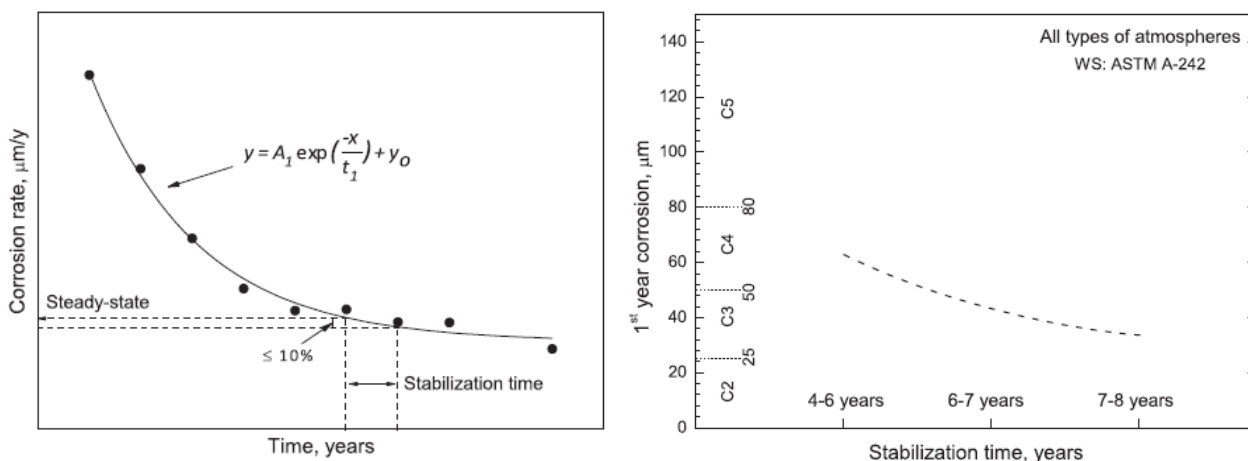 Corrosion rate, μm/y
y = A₁ exp(-x/t₁) + y₀
Steady-state
≤ 10%
Stabilization time
Time, years
1st year corrosion, μm
140
120
100
80
60
40
20
0
C5
80
C4
50
C3
25
C2
All types of atmospheres
WS: ASTM A-242
4-6 years
6-7 years
7-8 years
Stabilization time, years